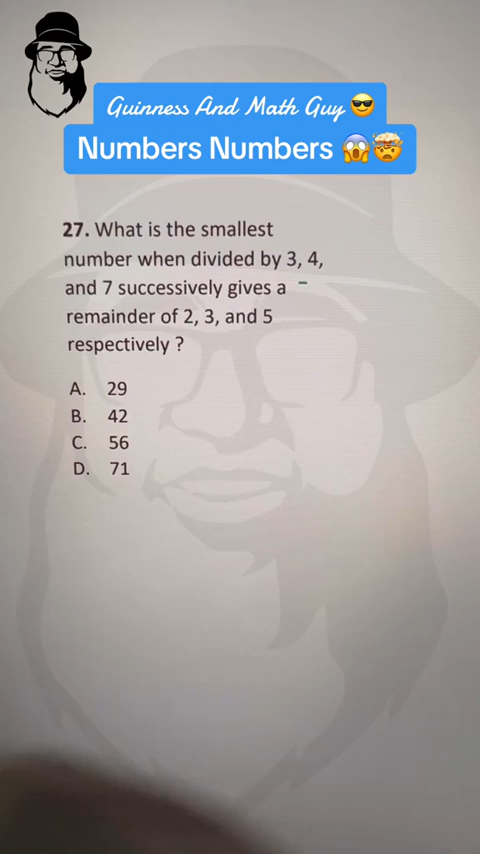 Guinness And Math Guy 😎
Numbers Numbers 😱🤯
27. What is the smallest
number when divided by 3, 4,
and 7 successively gives a
remainder of 2, 3, and 5
respectively ?
A. 29
B. 42
C. 56
D. 71